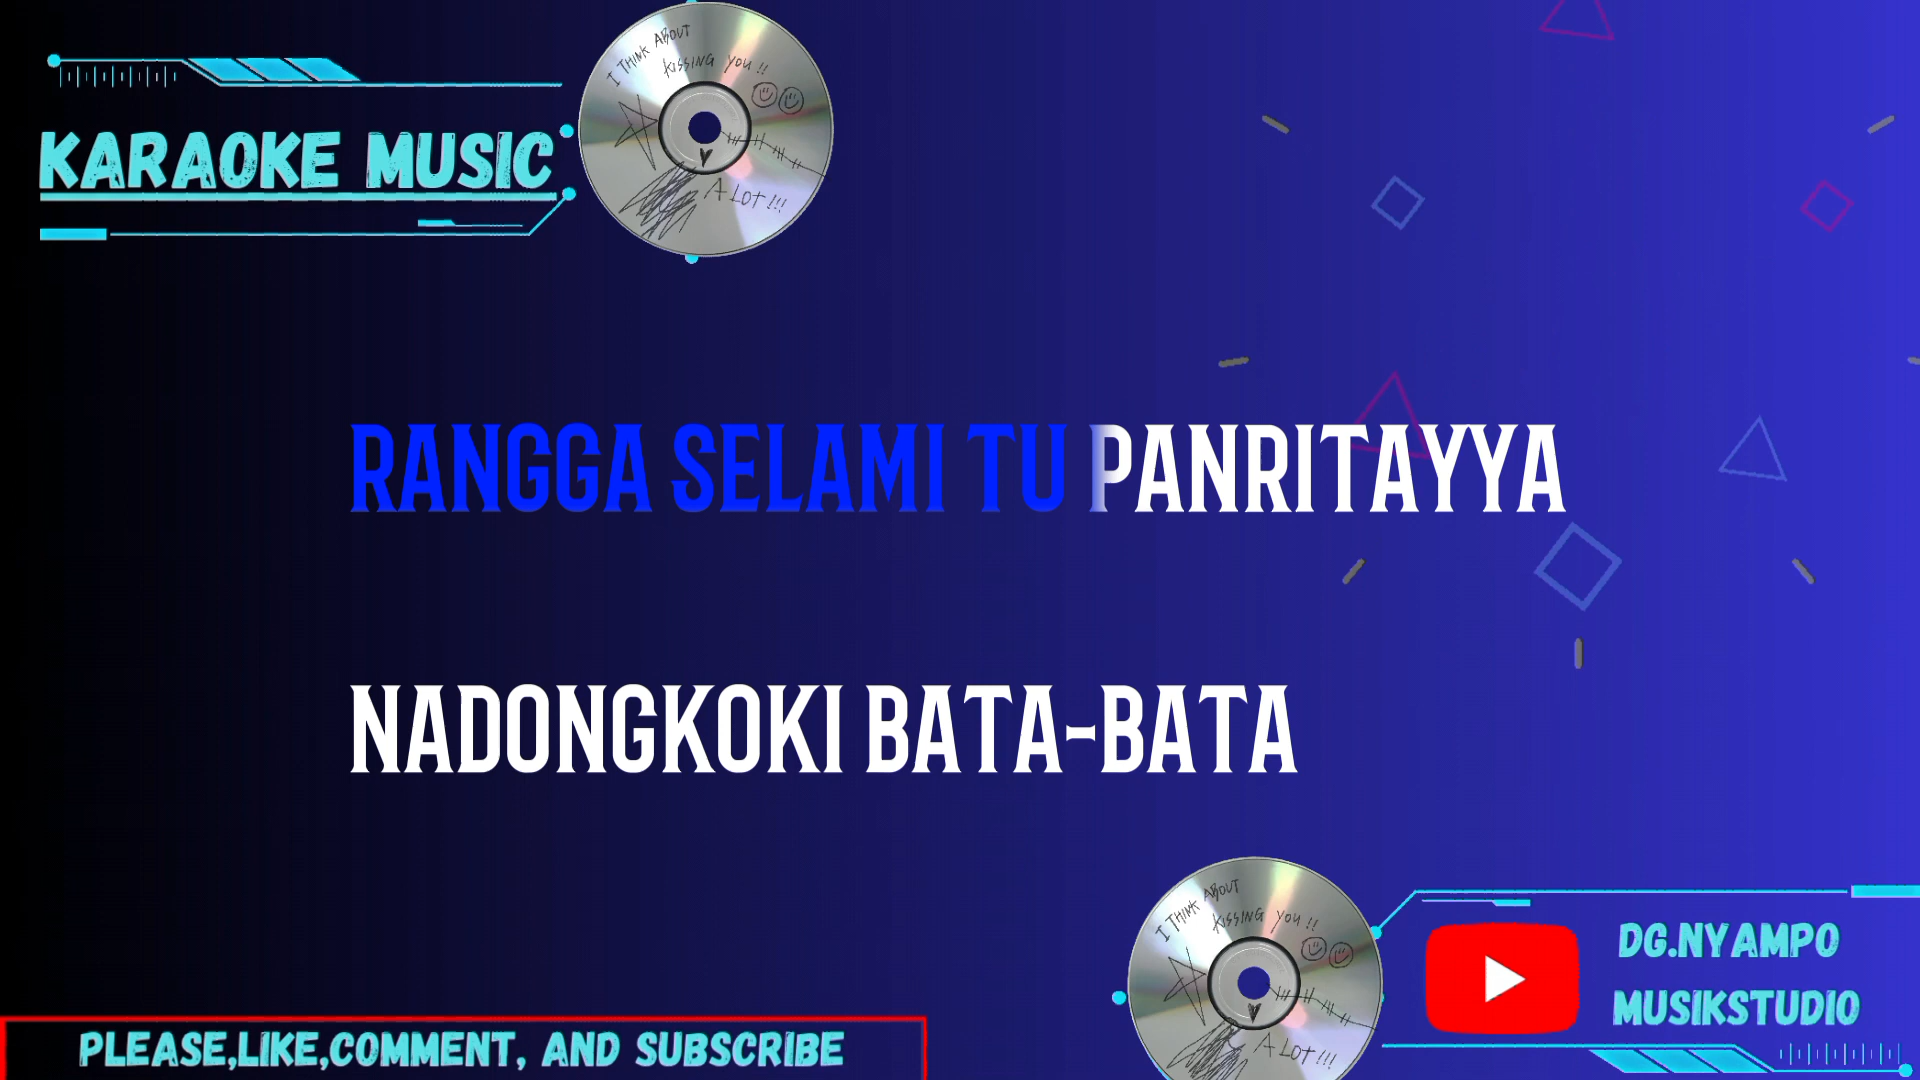 I THINK ABOUT
KISSING YOU !!
KARAOKE MUSIC
A LOT !!!
RANGGA SELAMI TU PANRITAYYA
NADONGKOKI BATA-BATA
I THINK ABOUT
KISSING YOU !!
DG.NYAMPO
MUSIKSTUDIO
A LOT !!!
PLEASE,LIKE,COMMENT, AND SUBSCRIBE